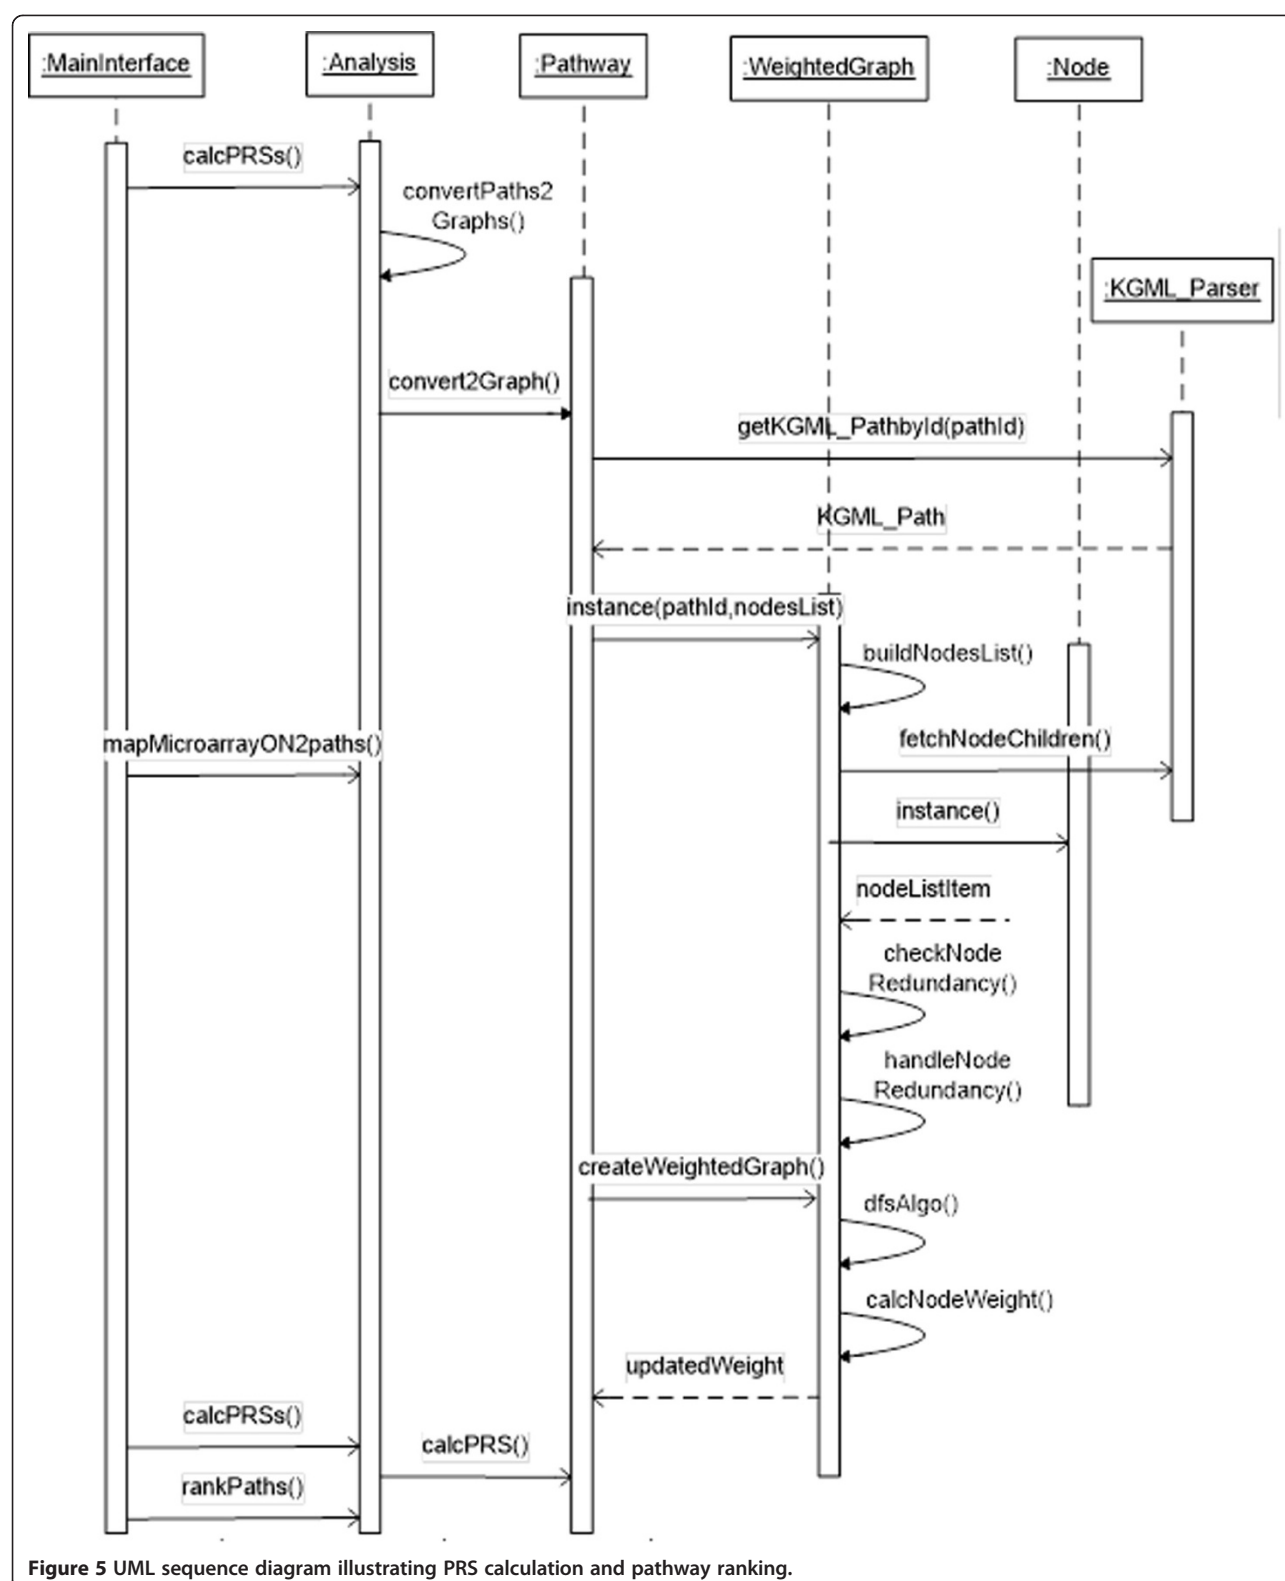 :MainInterface
:Analysis
:Pathway
:WeightedGraph
:Node
calcPRSs()
convertPaths2
Graphs()
:KGML_Parser
convert2Graph()
getKGML_PathbyId(pathId)
KGML_Path
instance(pathId,nodesList)
buildNodesList()
mapMicroarrayON2paths()
fetchNodeChildren()
instance()
nodeListItem
checkNode
Redundancy()
handleNode
Redundancy()
createWeightedGraph()
dfsAlgo()
calcNodeWeight()
updatedWeight
calcPRSs()
calcPRS()
rankPaths()
Figure 5 UML sequence diagram illustrating PRS calculation and pathway ranking.